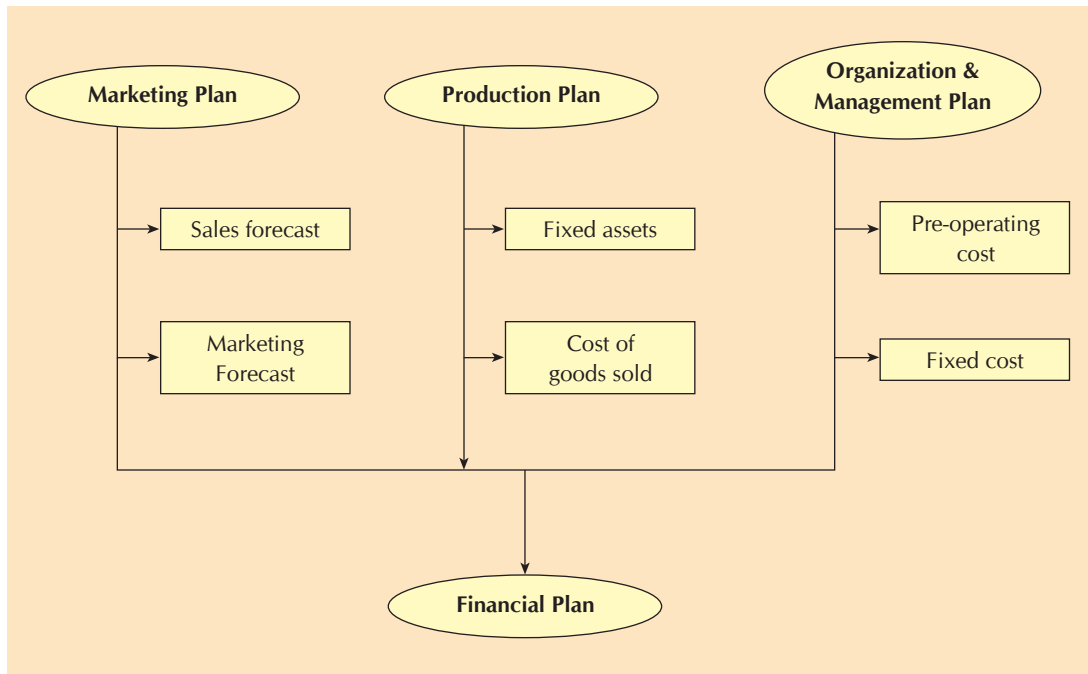 Marketing Plan
Production Plan
Organization &
Management Plan
Sales forecast
Fixed assets
Pre-operating
cost
Marketing
Forecast
Cost of
goods sold
Fixed cost
Financial Plan